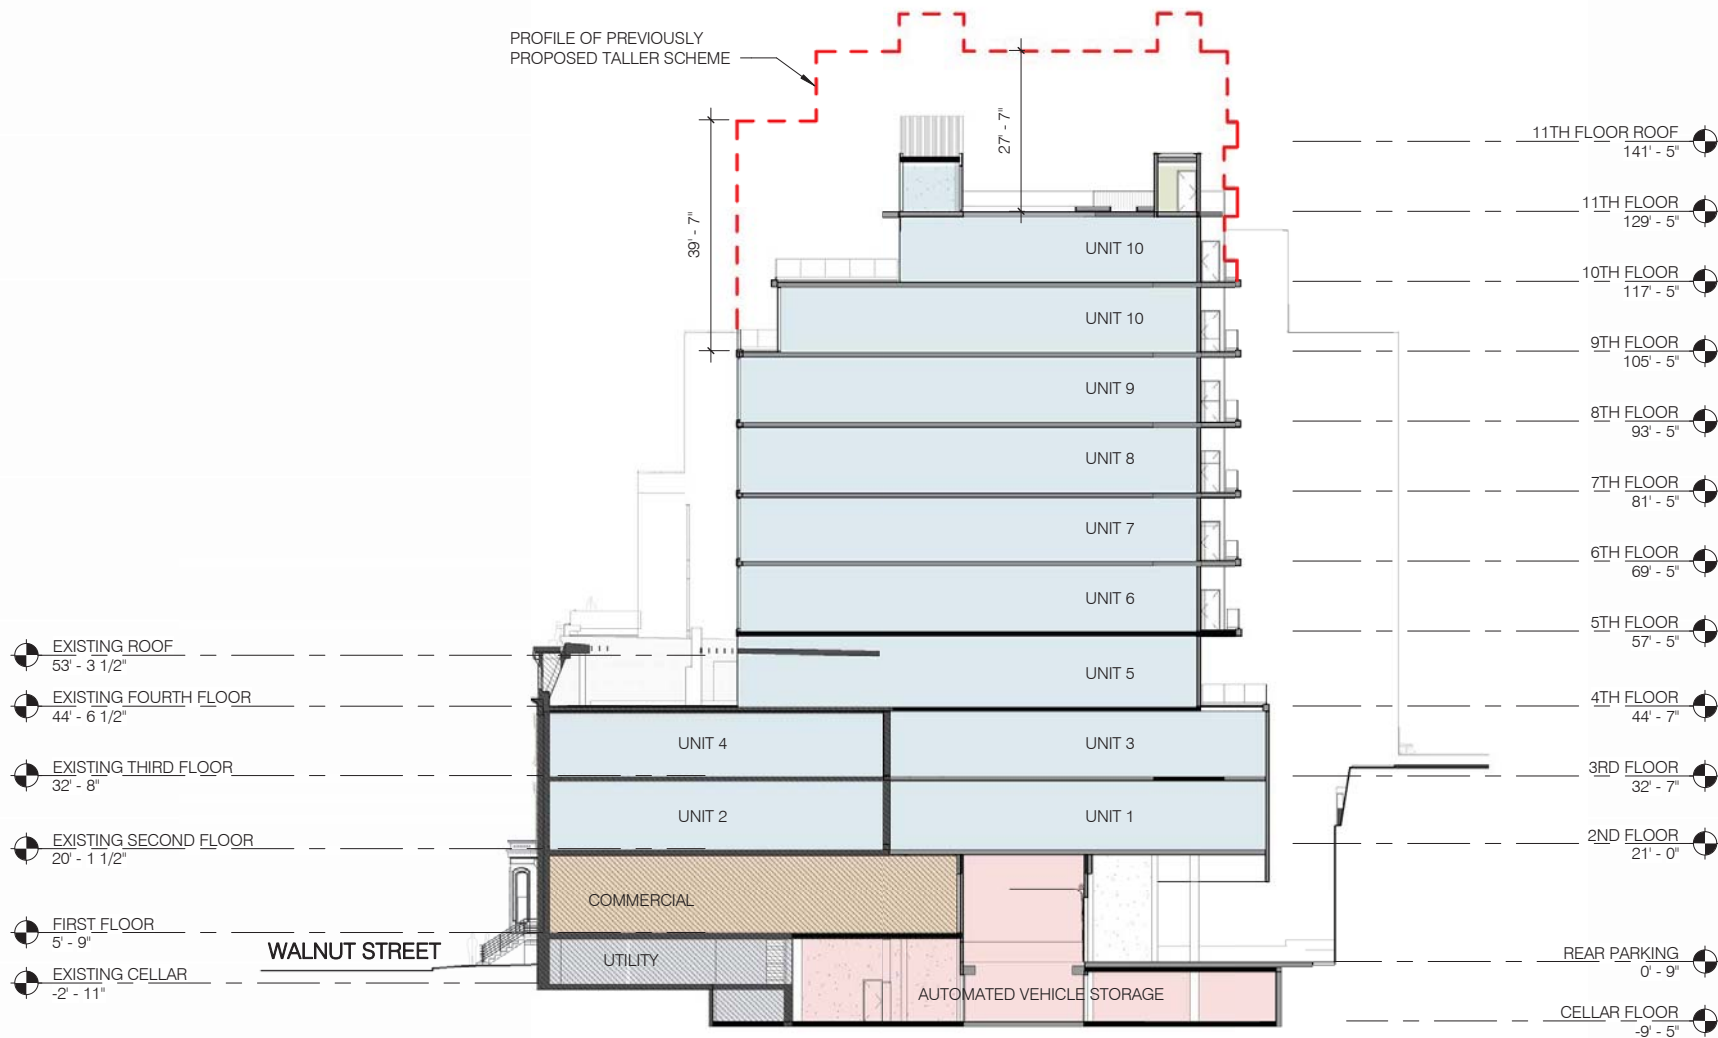 PROFILE OF PREVIOUSLY
PROPOSED TALLER SCHEME
27' - 7"
39' - 7"
11TH FLOOR ROOF
141' - 5"
11TH FLOOR
129' - 5"
10TH FLOOR
117' - 5"
9TH FLOOR
105' - 5"
8TH FLOOR
93' - 5"
7TH FLOOR
81' - 5"
6TH FLOOR
69' - 5"
5TH FLOOR
57' - 5"
4TH FLOOR
44' - 7"
3RD FLOOR
32' - 7"
2ND FLOOR
21' - 0"
REAR PARKING
0' - 9"
CELLAR FLOOR
-9' - 5"
UNIT 10
UNIT 10
UNIT 9
UNIT 8
UNIT 7
UNIT 6
UNIT 5
UNIT 4
UNIT 3
UNIT 2
UNIT 1
COMMERCIAL
UTILITY
AUTOMATED VEHICLE STORAGE
EXISTING ROOF
53' - 3 1/2"
EXISTING FOURTH FLOOR
44' - 6 1/2"
EXISTING THIRD FLOOR
32' - 8"
EXISTING SECOND FLOOR
20' - 1 1/2"
FIRST FLOOR
5' - 9"
WALNUT STREET
EXISTING CELLAR
-2' - 11"